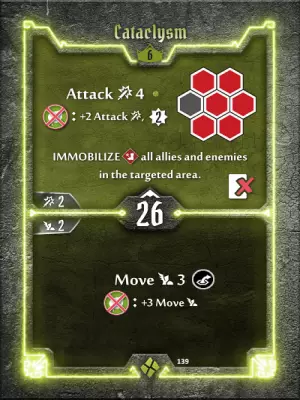 Cataclysm
6
Attack 4
: +2 Attack , 2
IMMOBILIZE all allies and enemies
in the targeted area.
2
26
2
Move 3
: +3 Move
139